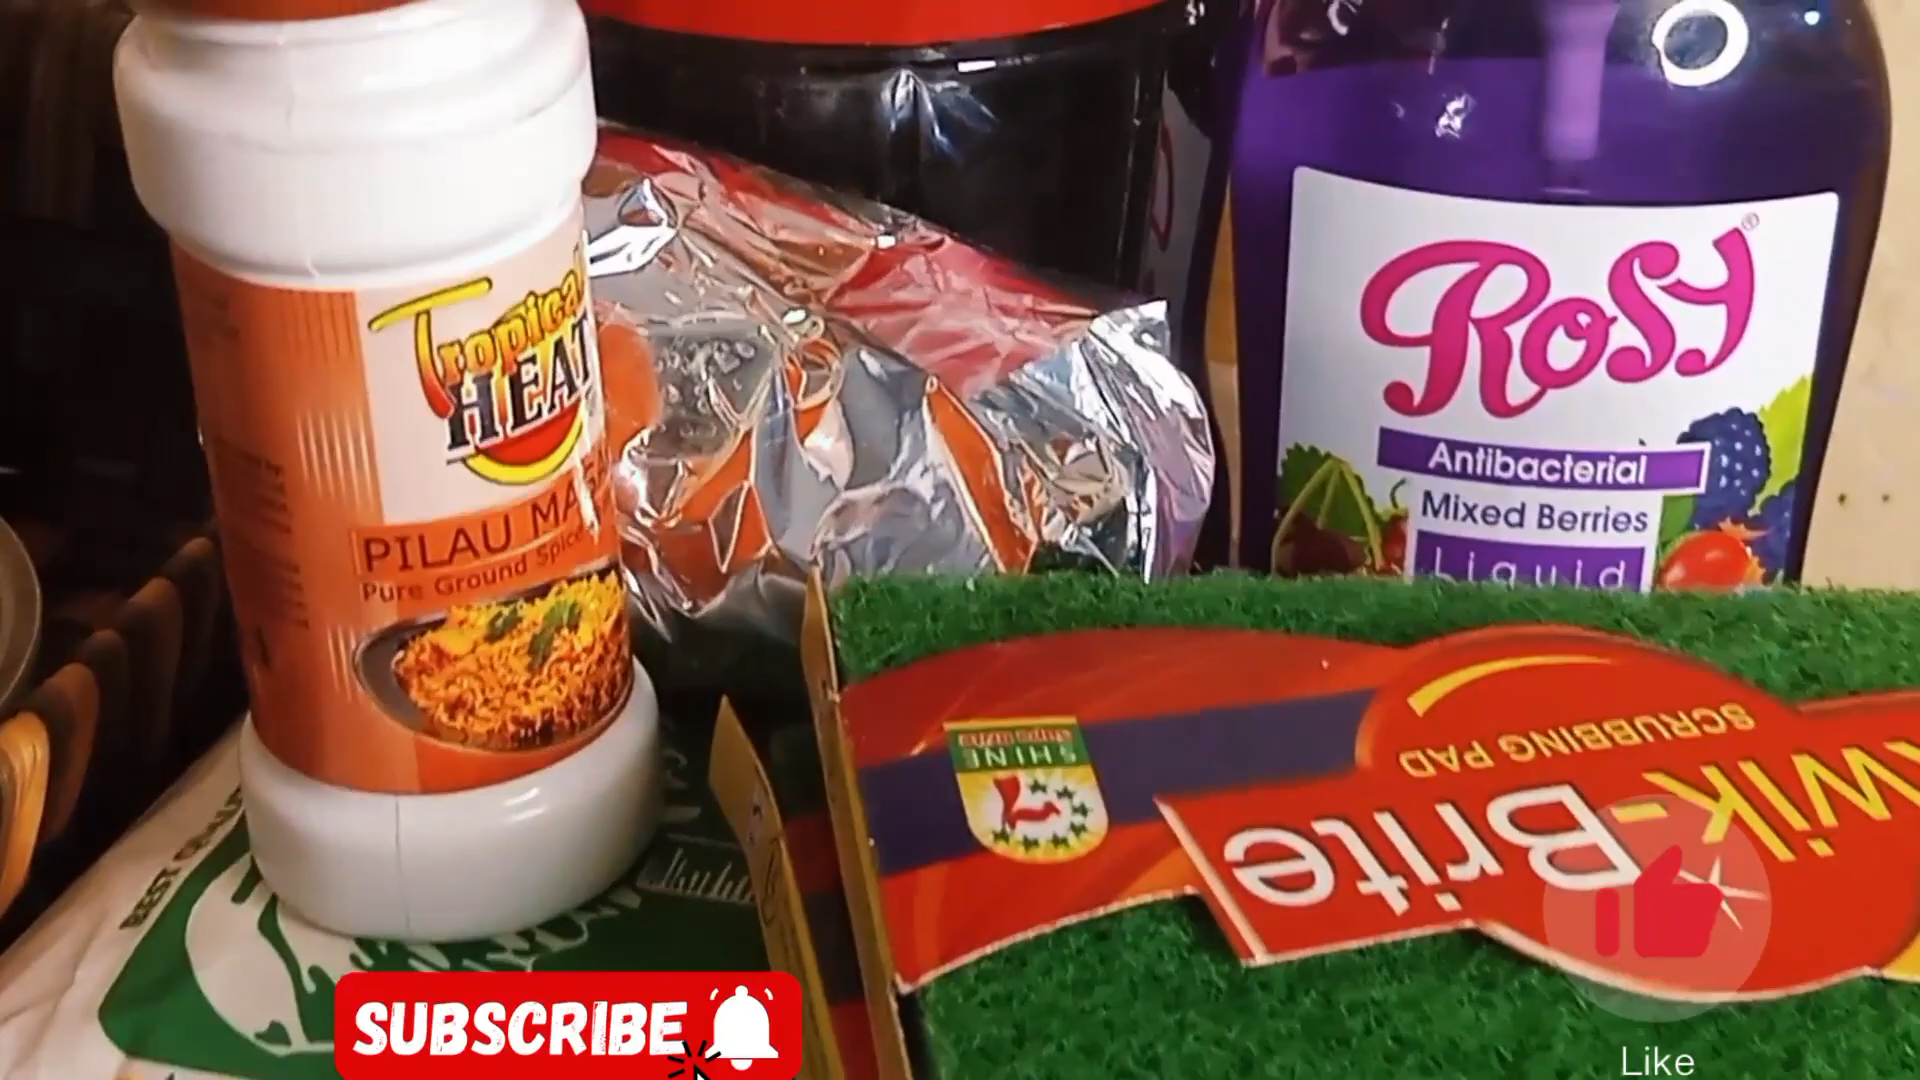 Tropical
HEAT
PILAU MA
Pure Ground Spice
Rosy
®
Antibacterial
Mixed Berries
Liquid
SHINE
SCRUBBING PAD
wik-Brite
BEST
SUBSCRIBE
Like